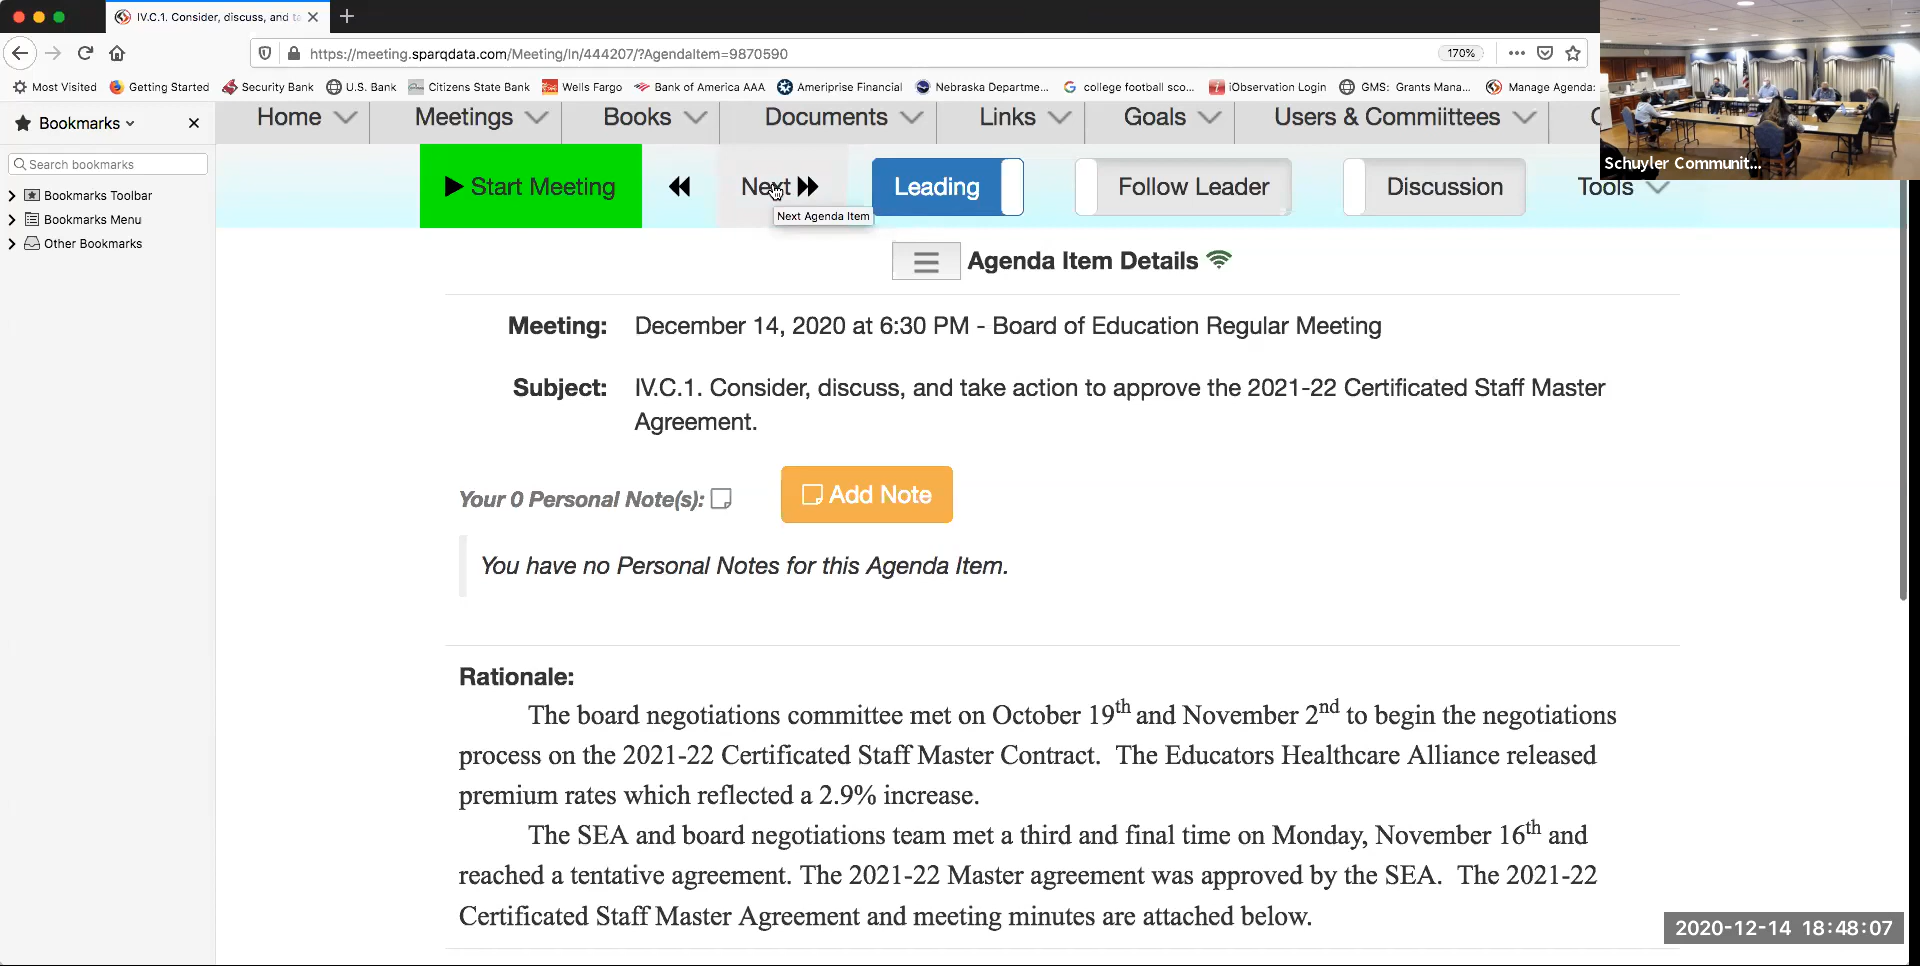 IV.C.1. Consider, discuss, and ta
https://meeting.sparqdata.com/Meeting/In/444207/?AgendaItem=9870590
170%
Most Visited
Getting Started
Security Bank
U.S. Bank
Citizens State Bank
Wells Fargo
Bank of America AAA
Ameriprise Financial
Nebraska Departme...
college football sco...
iObservation Login
GMS: Grants Mana...
Manage Agenda:
Bookmarks
Search bookmarks
Bookmarks Toolbar
Bookmarks Menu
Other Bookmarks
Home
Meetings
Books
Documents
Links
Goals
Users & Commiittees
Schuyler Communit...
Start Meeting
Next
Leading
Follow Leader
Discussion
Tools
Next Agenda Item
Agenda Item Details
Meeting: December 14, 2020 at 6:30 PM - Board of Education Regular Meeting
Subject: IV.C.1. Consider, discuss, and take action to approve the 2021-22 Certificated Staff Master
Agreement.
Your 0 Personal Note(s):
Add Note
You have no Personal Notes for this Agenda Item.
Rationale:
The board negotiations committee met on October 19th and November 2nd to begin the negotiations
process on the 2021-22 Certificated Staff Master Contract. The Educators Healthcare Alliance released
premium rates which reflected a 2.9% increase.
The SEA and board negotiations team met a third and final time on Monday, November 16th and
reached a tentative agreement. The 2021-22 Master agreement was approved by the SEA. The 2021-22
Certificated Staff Master Agreement and meeting minutes are attached below.
2020-12-14 18:48:07